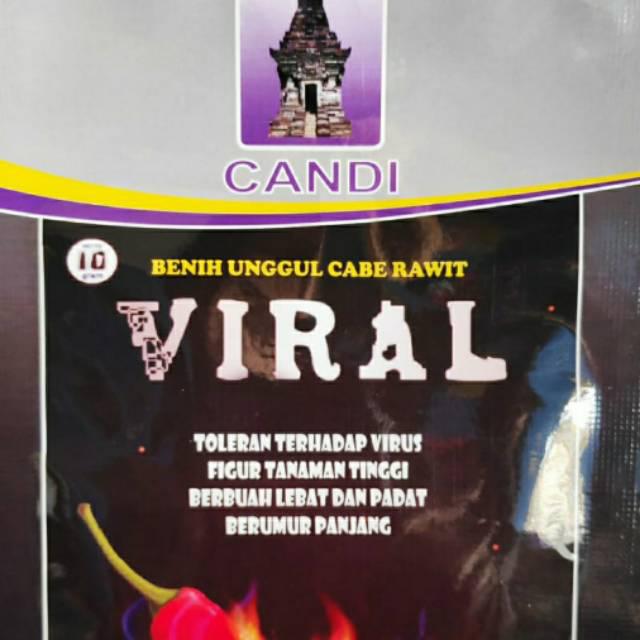 CANDI
10
gram
BENIH UNGGUL CABE RAWIT
VIRAL
TOLERAN TERHADAP VIRUS
FIGUR TANAMAN TINGGI
BERBUAH LEBAT DAN PADAT
BERUMUR PANJANG